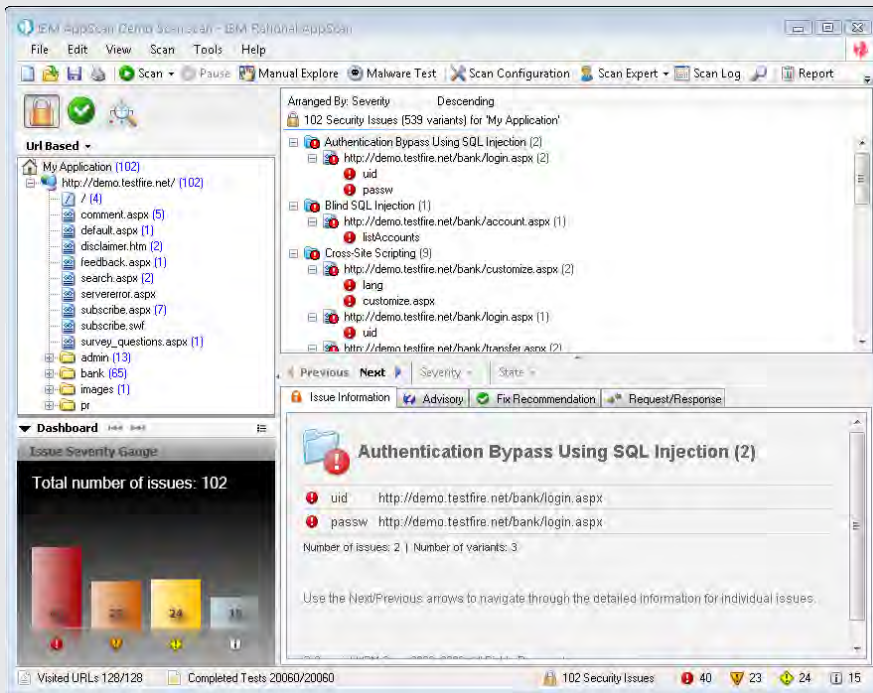 IBM AppScan Demo Scan.scan - IBM Rational AppScan
File Edit View Scan Tools Help
Scan Pause Manual Explore Malware Test Scan Configuration Scan Expert Scan Log Report
Url Based
My Application (102)
http://demo.testfire.net/ (102)
/ (4)
comment.aspx (5)
default.aspx (1)
disclaimer.htm (2)
feedback.aspx (1)
search.aspx (2)
servererror.aspx
subscribe.aspx (7)
subscribe.swf
survey_questions.aspx (1)
admin (13)
bank (65)
images (1)
pr
Dashboard
Issue Severity Gauge
Total number of issues: 102
24
15
Arranged By: Severity Descending
102 Security Issues (539 variants) for 'My Application'
Authentication Bypass Using SQL Injection (2)
http://demo.testfire.net/bank/login.aspx (2)
uid
passw
Blind SQL Injection (1)
http://demo.testfire.net/bank/account.aspx (1)
listAccounts
Cross-Site Scripting (9)
http://demo.testfire.net/bank/customize.aspx (2)
lang
customize.aspx
http://demo.testfire.net/bank/login.aspx (1)
uid
http://demo.testfire.net/bank/transfer.aspx (2)
Previous Next Severity State
Issue Information Advisory Fix Recommendation Request/Response
Authentication Bypass Using SQL Injection (2)
uid http://demo.testfire.net/bank/login.aspx
passw http://demo.testfire.net/bank/login.aspx
Number of issues: 2 | Number of variants: 3
Use the Next/Previous arrows to navigate through the detailed information for individual issues.
Visited URLs 128/128 Completed Tests 20060/20060 102 Security Issues 40 23 24 15